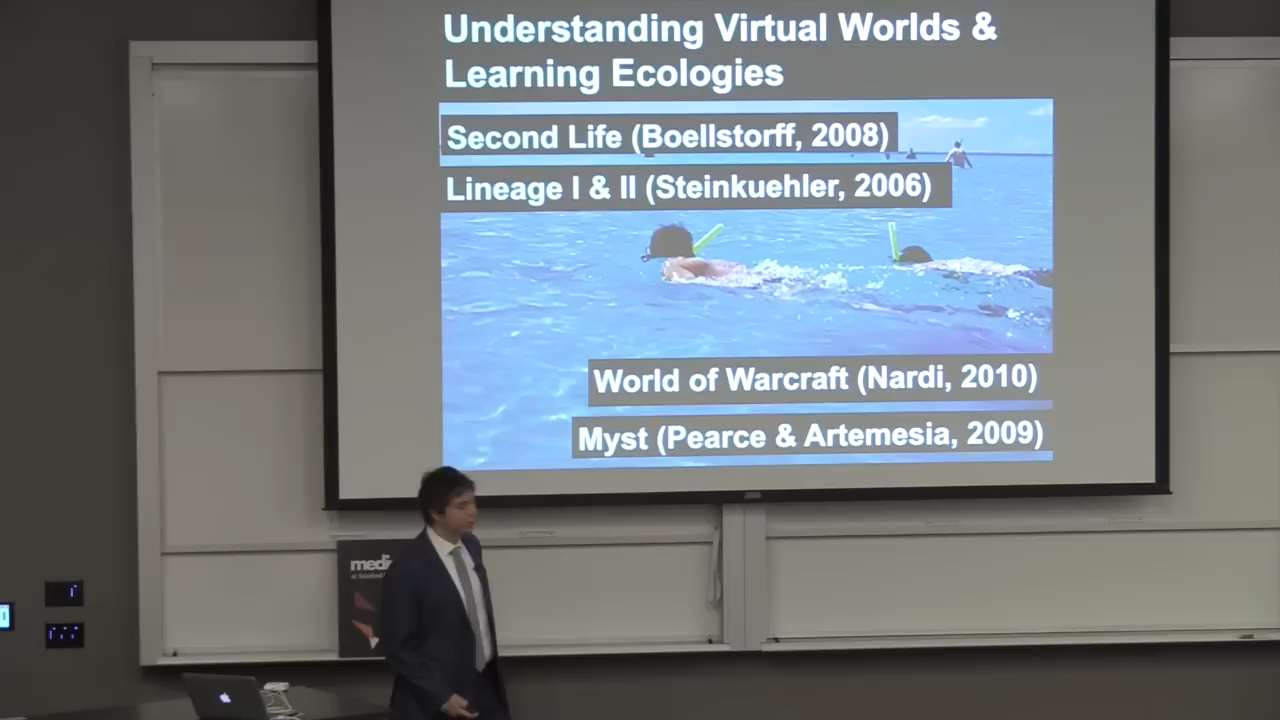 Understanding Virtual Worlds &
Learning Ecologies
Second Life (Boellstorff, 2008)
Lineage I & II (Steinkuehler, 2006)
World of Warcraft (Nardi, 2010)
Myst (Pearce & Artemesia, 2009)